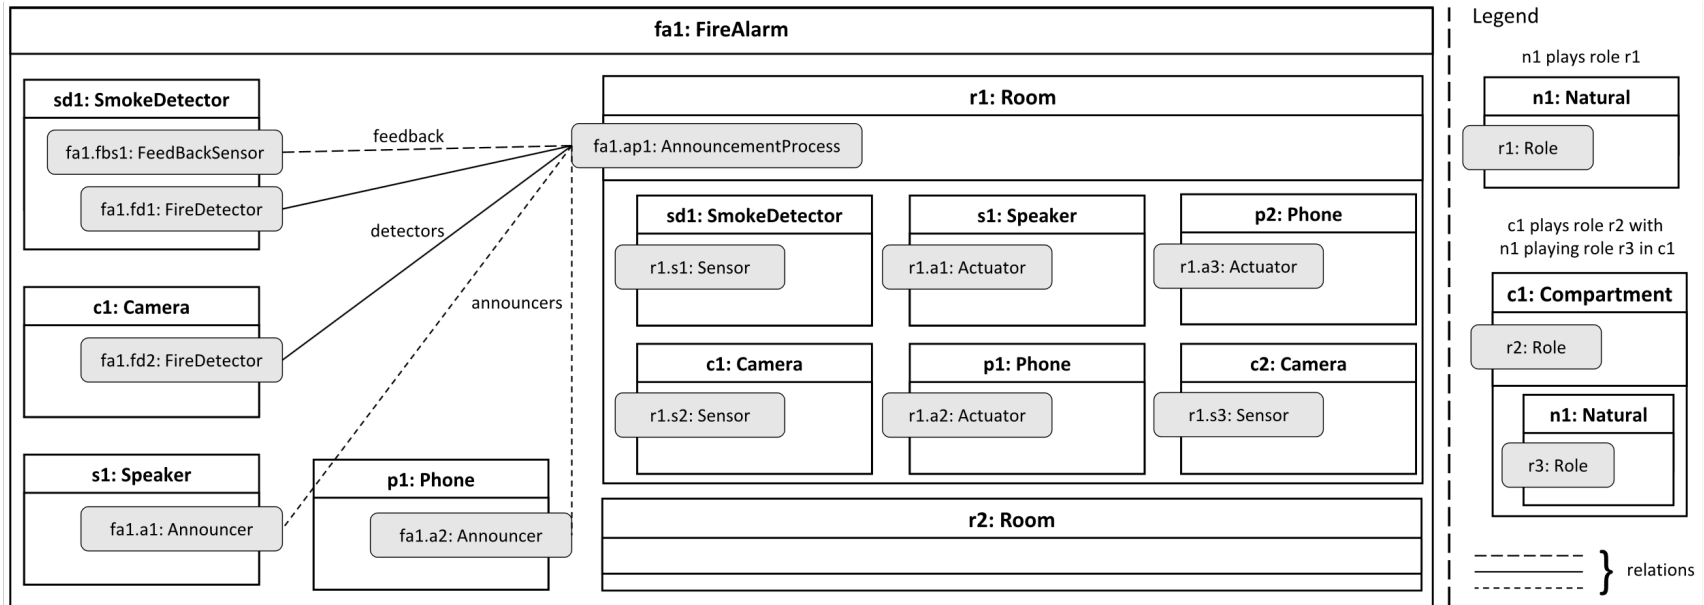 fa1: FireAlarm
sd1: SmokeDetector
fa1.fbs1: FeedBackSensor
fa1.fd1: FireDetector
feedback
detectors
c1: Camera
fa1.fd2: FireDetector
announcers
s1: Speaker
fa1.a1: Announcer
p1: Phone
fa1.a2: Announcer
r1: Room
fa1.ap1: AnnouncementProcess
sd1: SmokeDetector
r1.s1: Sensor
s1: Speaker
r1.a1: Actuator
p2: Phone
r1.a3: Actuator
c1: Camera
r1.s2: Sensor
p1: Phone
r1.a2: Actuator
c2: Camera
r1.s3: Sensor
r2: Room
Legend
n1 plays role r1
n1: Natural
r1: Role
c1 plays role r2 with
n1 playing role r3 in c1
c1: Compartment
r2: Role
n1: Natural
r3: Role
relations